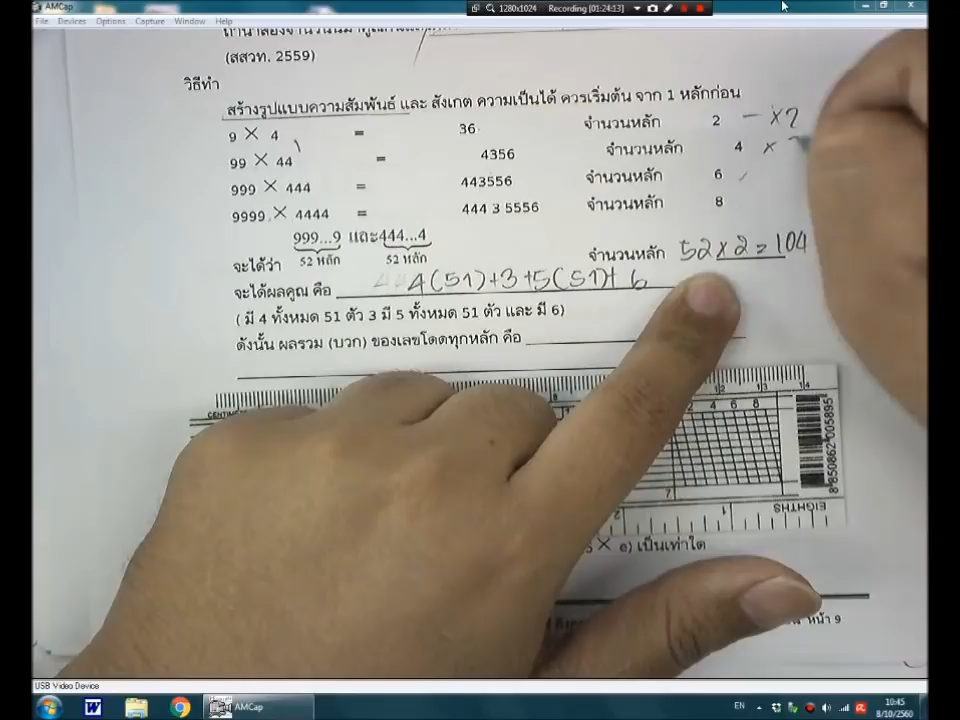 AMCap
1280x1024 Recording [01:24:13]
File Devices Options Capture Window Help
(สสวท. 2559)
วิธีทำ
สร้างรูปแบบความสัมพันธ์ และ สังเกต ความเป็นได้ ควรเริ่มต้น จาก 1 หลักก่อน
9 × 4 = 36 จำนวนหลัก 2 — ×2
99 × 44 = 4356 จำนวนหลัก 4 ×
999 × 444 = 443556 จำนวนหลัก 6
9999 × 4444 = 444 3 5556 จำนวนหลัก 8
จะได้ว่า 999...9 และ444...4 จำนวนหลัก 52 × 2 = 104
52 หลัก 52 หลัก
จะได้ผลคูณ คือ 4(51)+3+5(51)+6
( มี 4 ทั้งหมด 51 ตัว 3 มี 5 ทั้งหมด 51 ตัว และ มี 6)
ดังนั้น ผลรวม (บวก) ของเลขโดดทุกหลัก คือ
8 850862 005895
EIGHTHS
× e) เป็นเท่าใด
หน้า 9
USB Video Device
AMCap
EN
10:45
8/10/2560